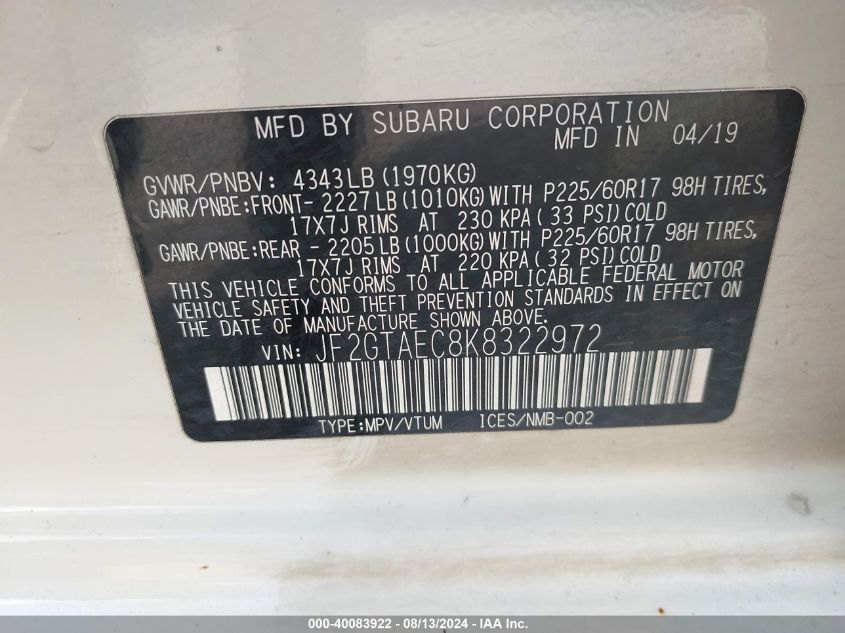 MFD BY SUBARU CORPORATION
MFD IN 04/19
GVWR/PNBV: 4343LB (1970KG)
GAWR/PNBE:FRONT- 2227LB (1010KG) WITH P225/60R17 98H TIRES,
17X7J RIMS AT 230 KPA ( 33 PSI) COLD
GAWR/PNBE:REAR - 2205LB (1000KG) WITH P225/60R17 98H TIRES,
17X7J RIMS AT 220 KPA ( 32 PSI) COLD
THIS VEHICLE CONFORMS TO ALL APPLICABLE FEDERAL MOTOR
VEHICLE SAFETY AND THEFT PREVENTION STANDARDS IN EFFECT ON
THE DATE OF MANUFACTURE SHOWN ABOVE.
VIN: JF2GTAEC8K8322972
TYPE:MPV/VTUM ICES/NMB-002
000-40083922 - 08/13/2024 - IAA Inc.